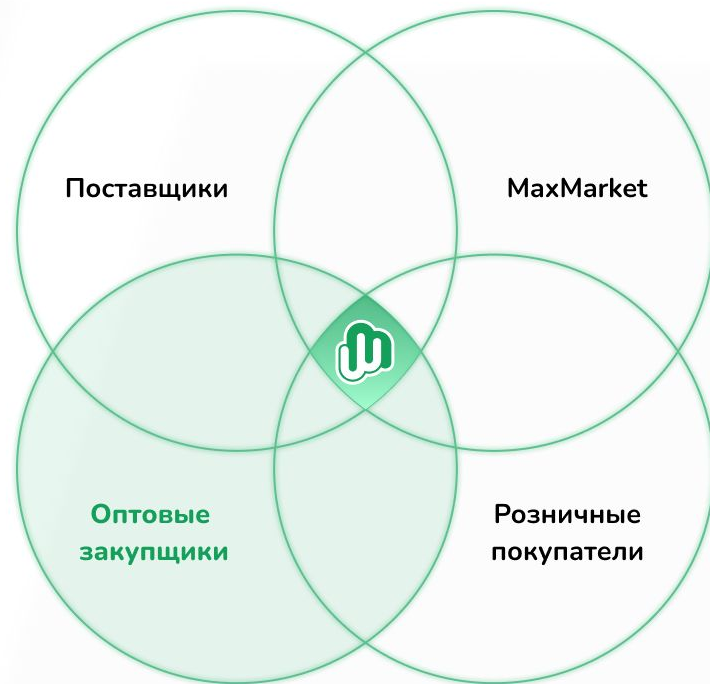 Поставщики
MaxMarket
Оптовые
закупщики
Розничные
покупатели